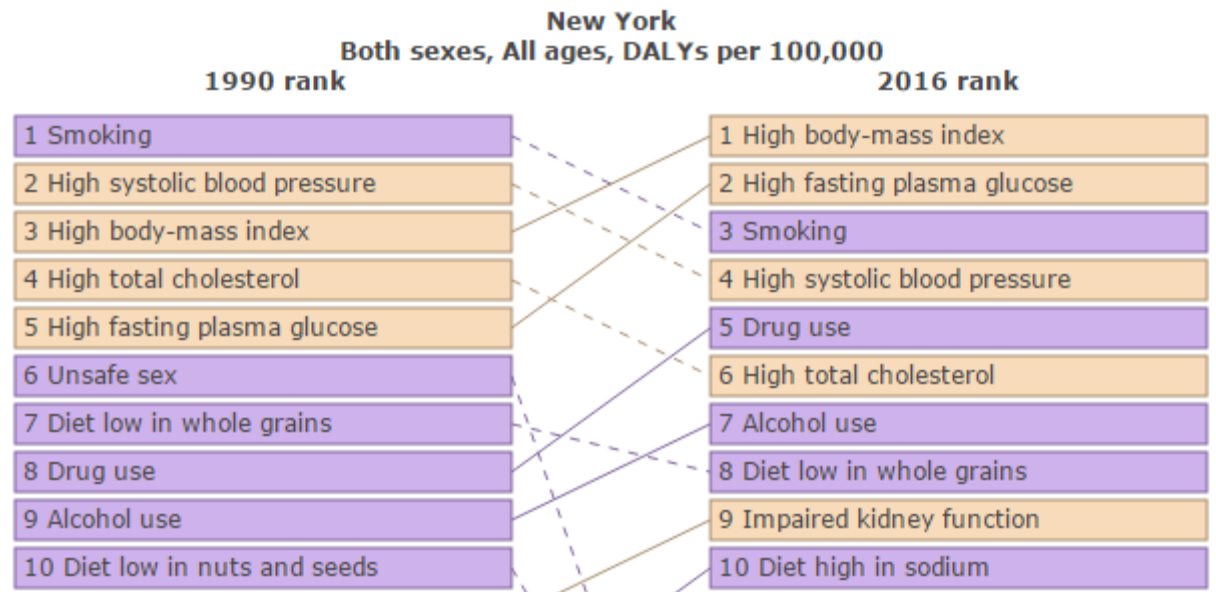 New York
Both sexes, All ages, DALYs per 100,000
1990 rank
2016 rank
1 Smoking
2 High systolic blood pressure
3 High body-mass index
4 High total cholesterol
5 High fasting plasma glucose
6 Unsafe sex
7 Diet low in whole grains
8 Drug use
9 Alcohol use
10 Diet low in nuts and seeds
1 High body-mass index
2 High fasting plasma glucose
3 Smoking
4 High systolic blood pressure
5 Drug use
6 High total cholesterol
7 Alcohol use
8 Diet low in whole grains
9 Impaired kidney function
10 Diet high in sodium